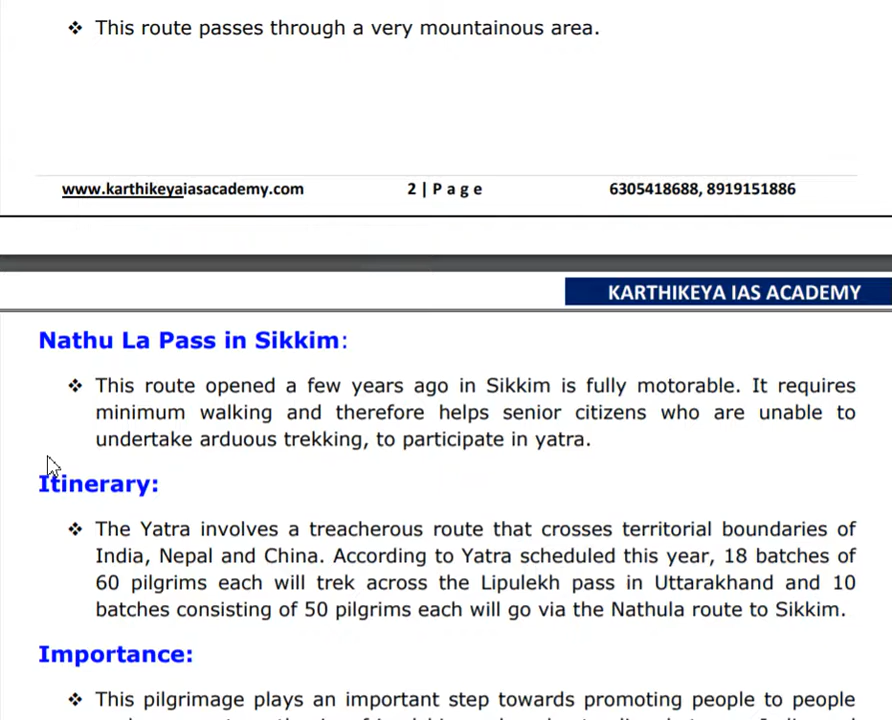 ❖ This route passes through a very mountainous area.
www.karthikeyaiasacademy.com 2 | P a g e 6305418688, 8919151886
KARTHIKEYA IAS ACADEMY
Nathu La Pass in Sikkim:
❖ This route opened a few years ago in Sikkim is fully motorable. It requires
minimum walking and therefore helps senior citizens who are unable to
undertake arduous trekking, to participate in yatra.
Itinerary:
❖ The Yatra involves a treacherous route that crosses territorial boundaries of
India, Nepal and China. According to Yatra scheduled this year, 18 batches of
60 pilgrims each will trek across the Lipulekh pass in Uttarakhand and 10
batches consisting of 50 pilgrims each will go via the Nathula route to Sikkim.
Importance:
❖ This pilgrimage plays an important step towards promoting people to people